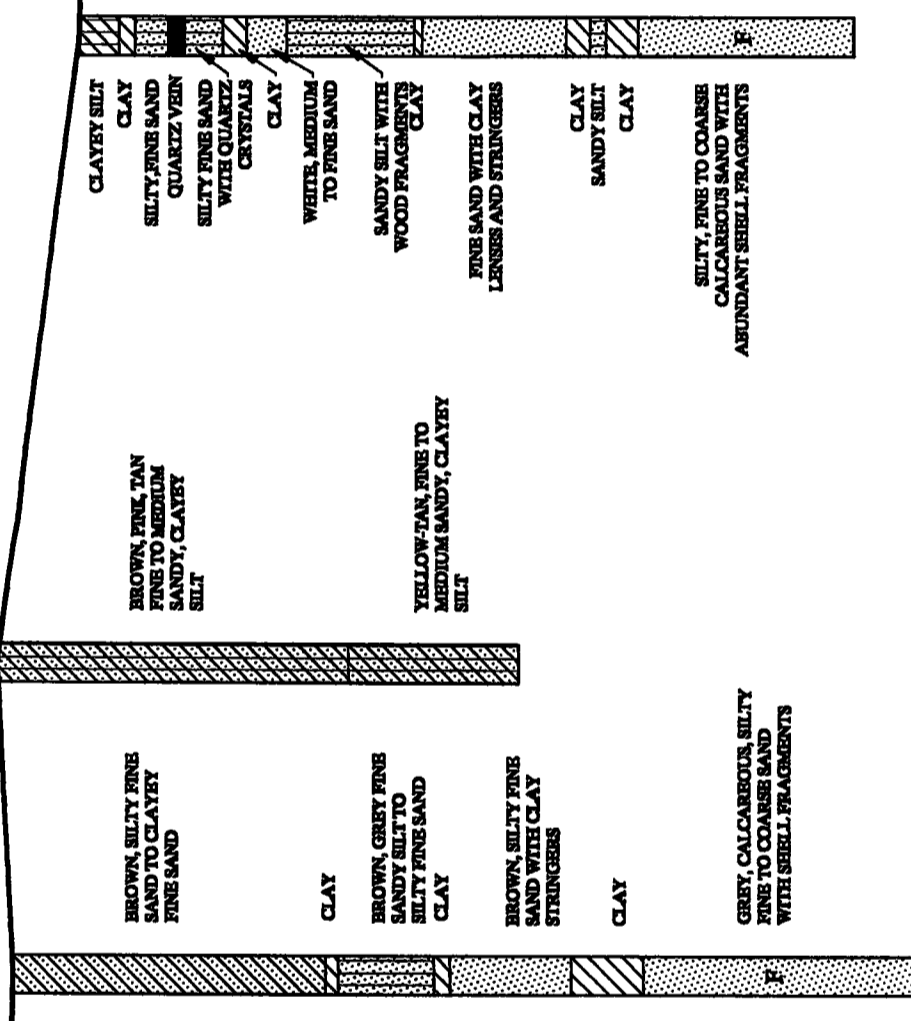 BROWN, SILTY FINE
SAND TO CLAYEY
FINE SAND
CLAY
BROWN, GREY FINE
SANDY SILT TO
SILTY FINE SAND
CLAY
BROWN, SILTY FINE
SAND WITH CLAY
STRINGERS
CLAY
GREY, CALCAREOUS, SILTY
FINE TO COARSE SAND
WITH SHELL FRAGMENTS
F
BROWN, PINK, TAN
FINE TO MEDIUM
SANDY, CLAYEY
SILT
YELLOW-TAN, FINE TO
MEDIUM SANDY, CLAYEY
SILT
CLAYEY SILT
CLAY
SILTY, FINE SAND
QUARTZ VEIN
SILTY FINE SAND
WITH QUARTZ
CRYSTALS
CLAY
WHITE, MEDIUM
TO FINE SAND
SANDY SILT WITH
WOOD FRAGMENTS
CLAY
FINE SAND WITH CLAY
LENSES AND STRINGERS
CLAY
SANDY SILT
CLAY
SILTY, FINE TO COARSE
CALCAREOUS SAND WITH
ABUNDANT SHELL FRAGMENTS
F